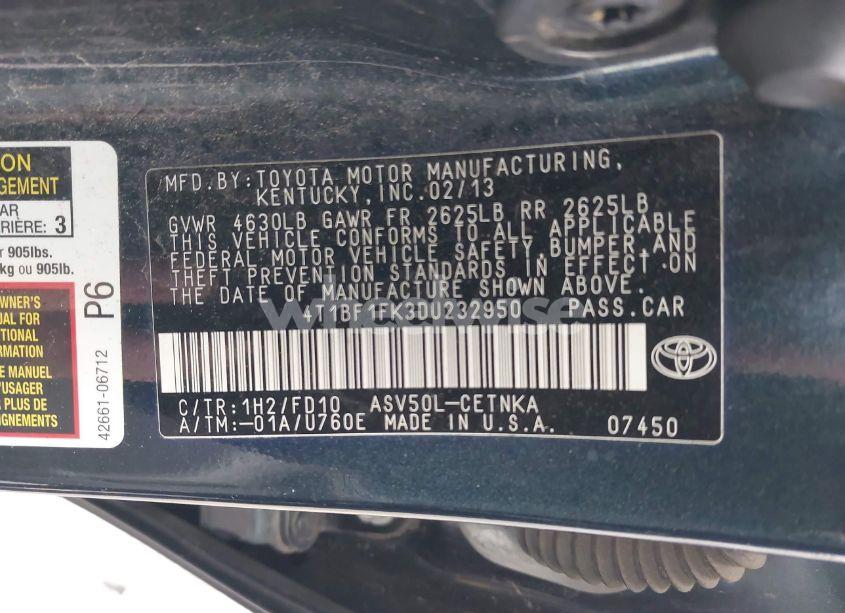 ON
GEMENT
AR
RIÈRE: 3
r 905lbs.
kg ou 905lb.
WNER'S
UAL FOR
TIONAL
RMATION
E MANUEL
'USAGER
PLUS DE
GNEMENTS
P6
42661-06712
MFD. BY: TOYOTA MOTOR MANUFACTURING,
KENTUCKY, INC. 02/13
GVWR 4630LB GAWR FR 2625LB RR 2625LB
THIS VEHICLE CONFORMS TO ALL APPLICABLE
FEDERAL MOTOR VEHICLE SAFETY, BUMPER, AND
THEFT PREVENTION STANDARDS IN EFFECT ON
THE DATE OF MANUFACTURE SHOWN ABOVE.
4T1BF1FK3DU232950 PASS. CAR
C/TR: 1H2/FD10 ASV50L-CETNKA
A/TM: -01A/U760E MADE IN U.S.A. 07450